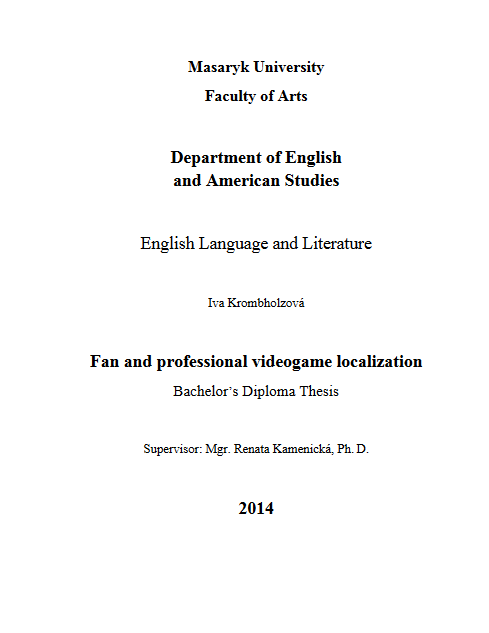 Masaryk University
Faculty of Arts
Department of English
and American Studies
English Language and Literature
Iva Krombholzová
Fan and professional videogame localization
Bachelor's Diploma Thesis
Supervisor: Mgr. Renata Kamenická, Ph. D.
2014